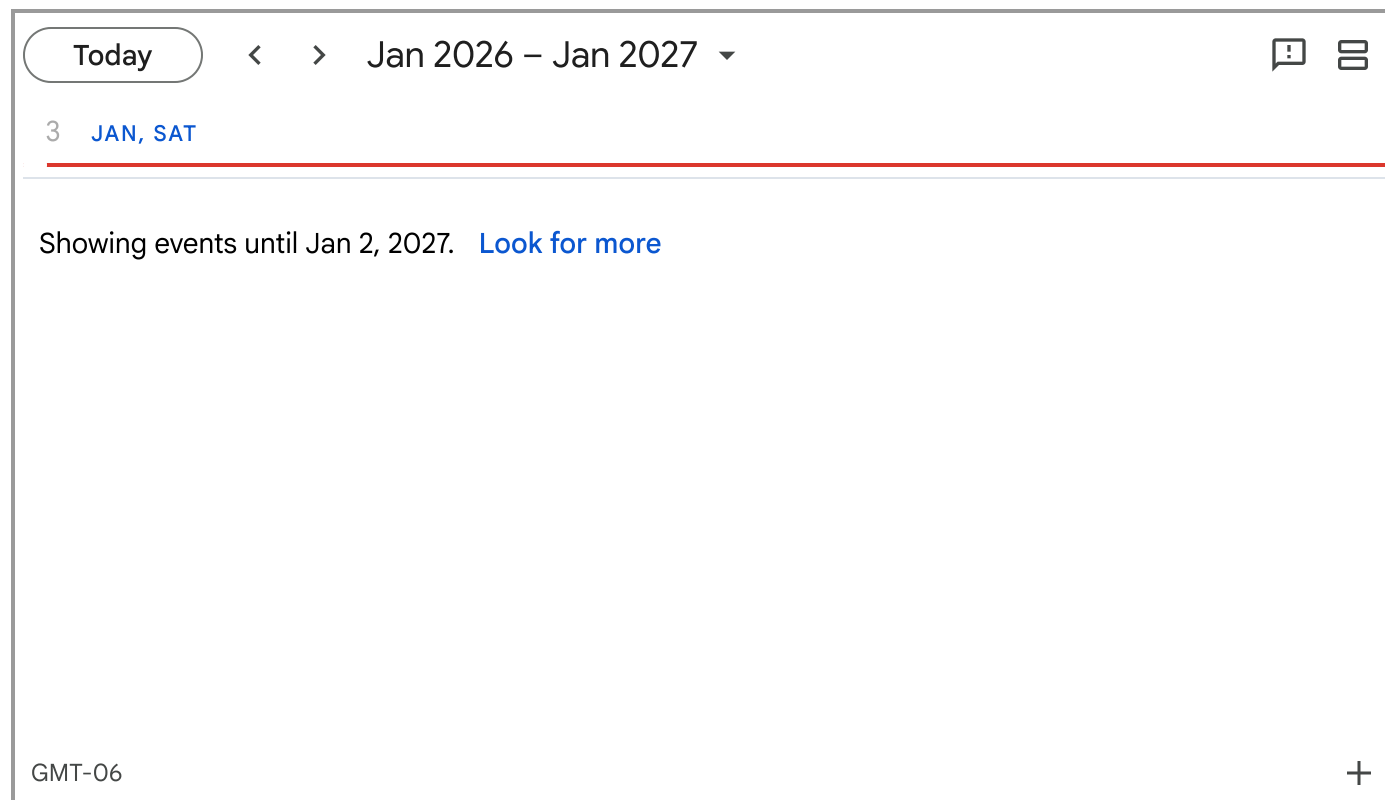 Today Jan 2026 – Jan 2027
3 JAN, SAT
Showing events until Jan 2, 2027. Look for more
GMT-06